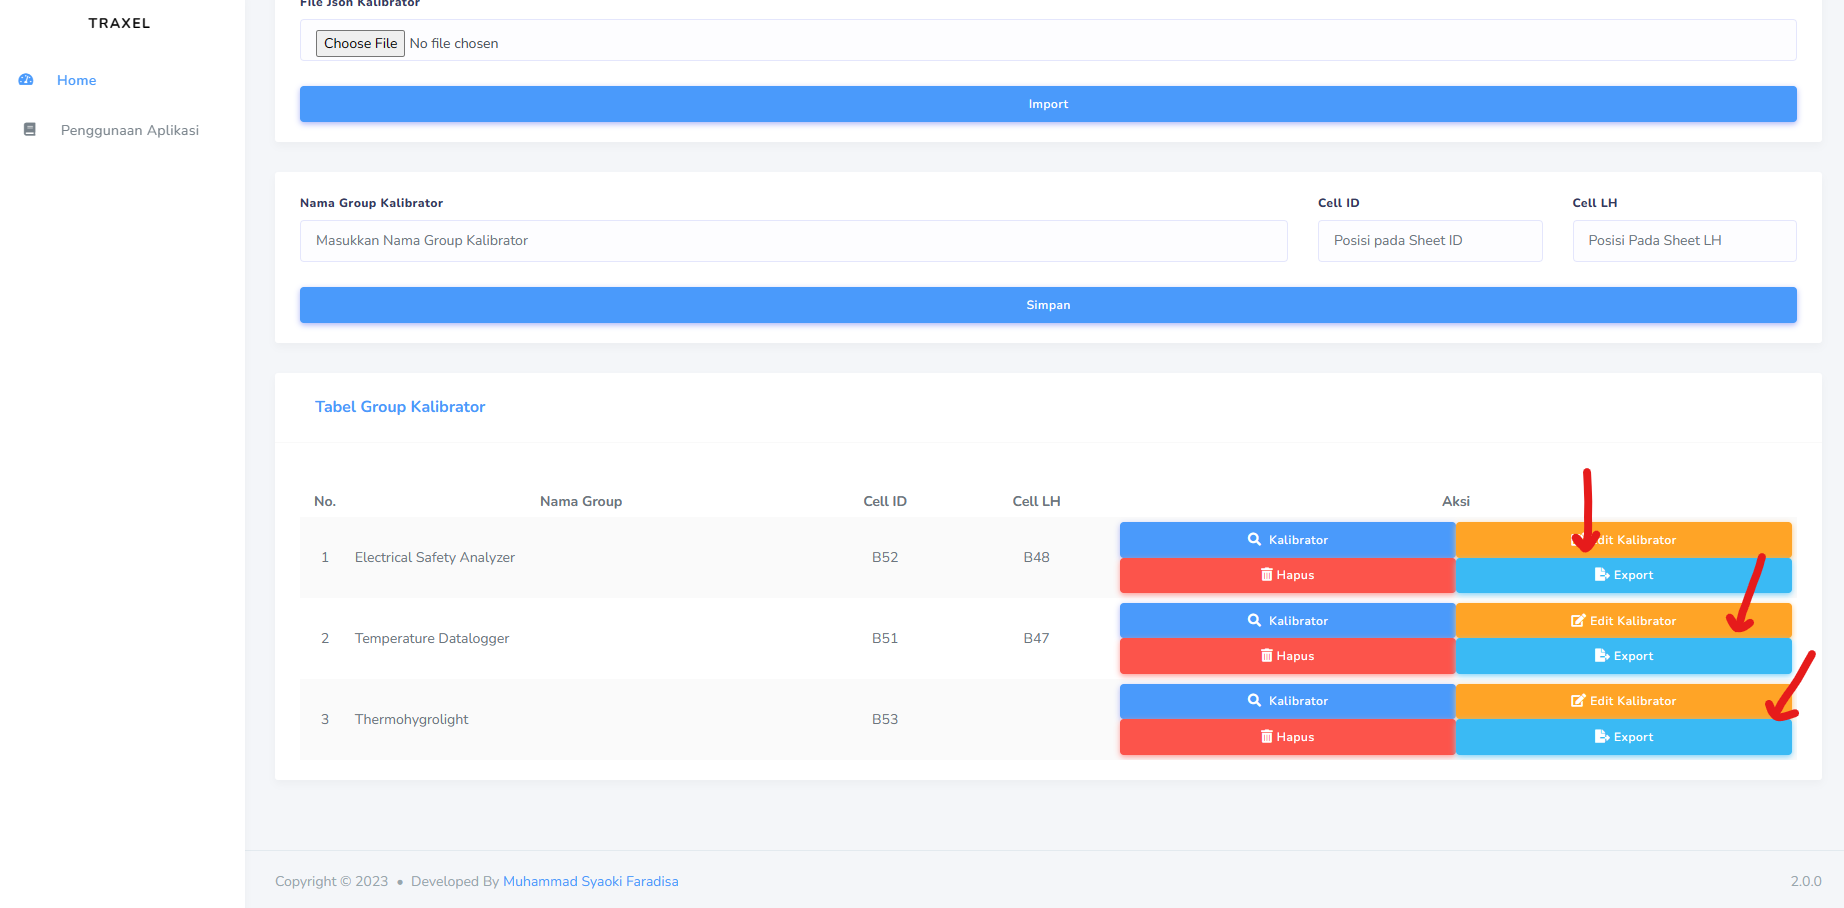 TRAXEL
Home
Penggunaan Aplikasi
File Json Kalibrator
Choose File No file chosen
Import
Nama Group Kalibrator Cell ID Cell LH
Masukkan Nama Group Kalibrator Posisi pada Sheet ID Posisi Pada Sheet LH
Simpan
Tabel Group Kalibrator
No. Nama Group Cell ID Cell LH Aksi
1 Electrical Safety Analyzer B52 B48
Kalibrator Edit Kalibrator
Hapus Export
2 Temperature Datalogger B51 B47
Kalibrator Edit Kalibrator
Hapus Export
3 Thermohygrolight B53
Kalibrator Edit Kalibrator
Hapus Export
Copyright © 2023 • Developed By Muhammad Syaoki Faradisa 2.0.0